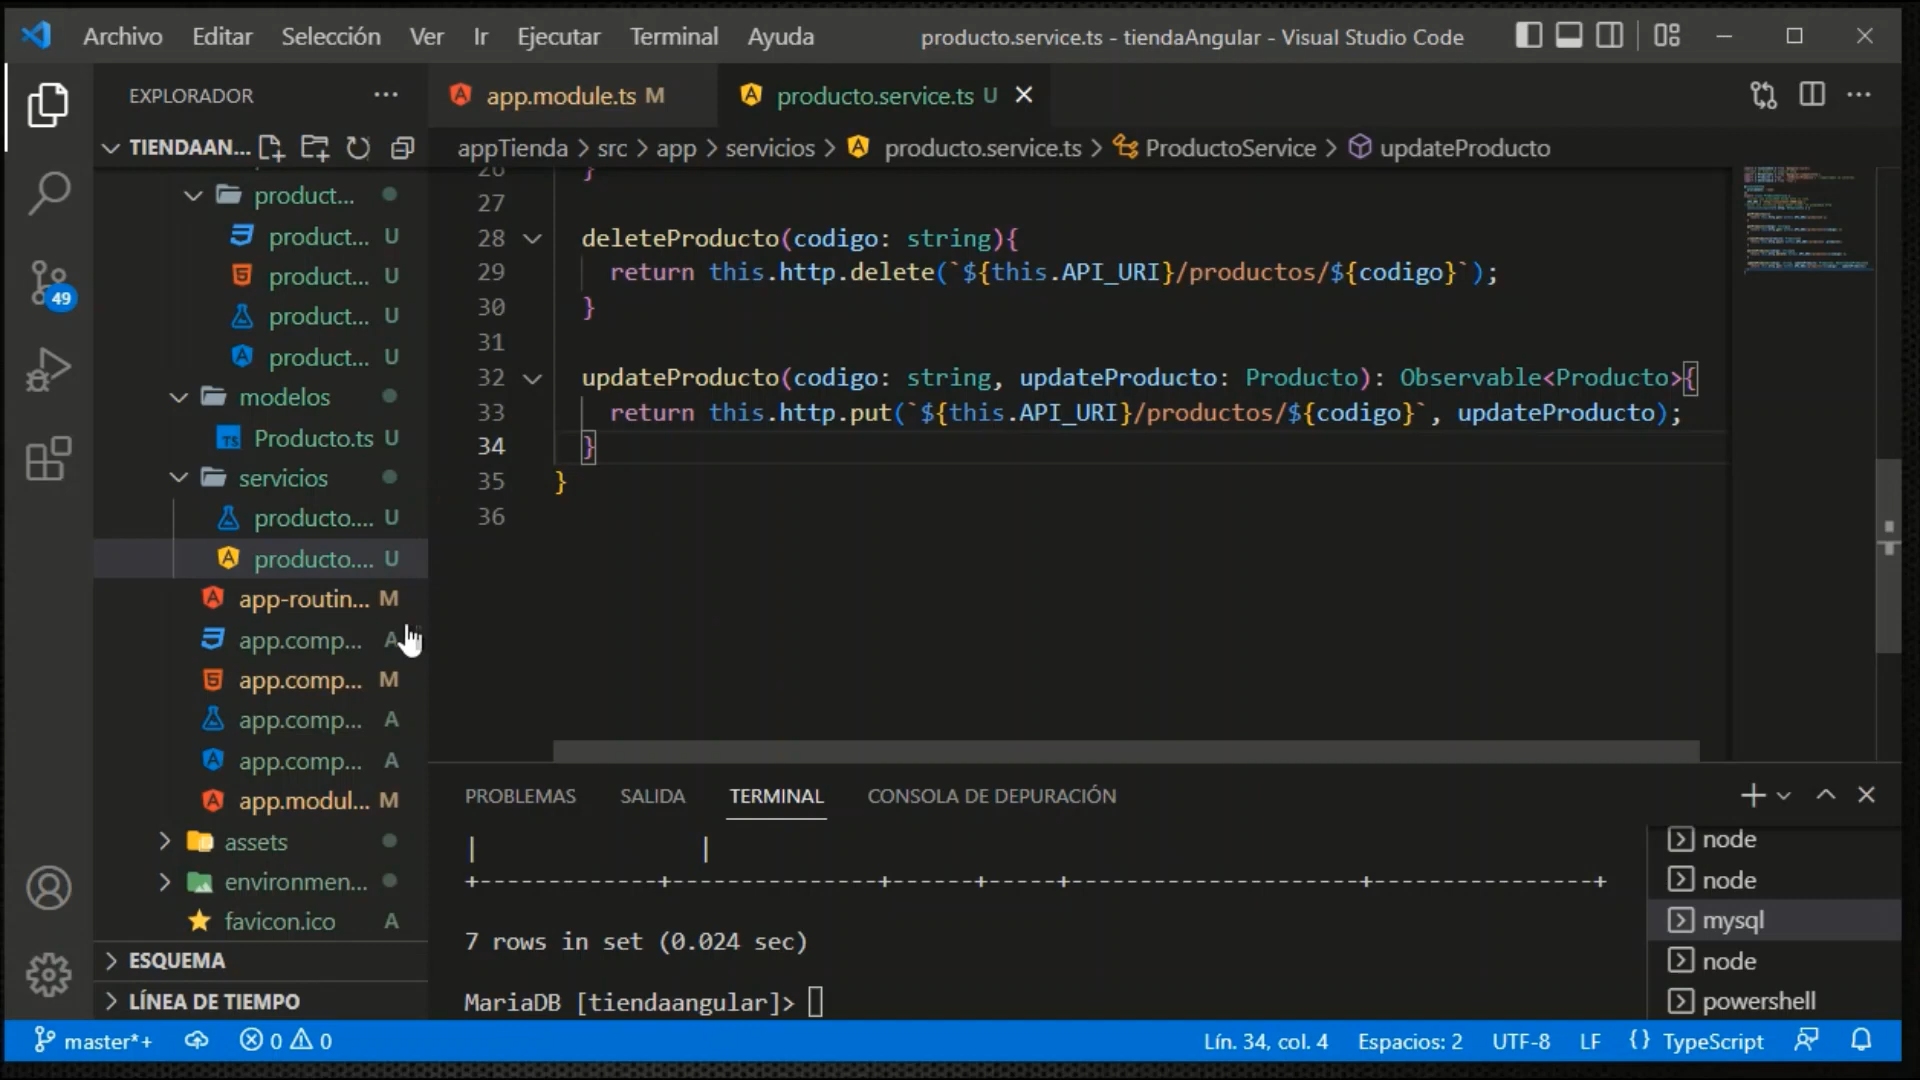 Archivo Editar Selección Ver Ir Ejecutar Terminal Ayuda producto.service.ts - tiendaAngular - Visual Studio Code
EXPLORADOR
TIENDAAN...
product...
product... U
product... U
product... U
product... U
modelos
TS Producto.ts U
servicios
producto.... U
producto.... U
app-routin... M
app.comp... A
app.comp... M
app.comp... A
app.comp... A
app.modul... M
assets
environmen...
favicon.ico A
ESQUEMA
LÍNEA DE TIEMPO
49
app.module.ts M producto.service.ts U
appTienda > src > app > servicios > producto.service.ts > ProductoService > updateProducto
26 }
27
28 deleteProducto(codigo: string){
29 return this.http.delete(`${this.API_URI}/productos/${codigo}`);
30 }
31
32 updateProducto(codigo: string, updateProducto: Producto): Observable<Producto>{
33 return this.http.put(`${this.API_URI}/productos/${codigo}`, updateProducto);
34 }
35 }
36
PROBLEMAS SALIDA TERMINAL CONSOLA DE DEPURACIÓN
| |
+-------------+---------------+------+-----+---------------------+----------------+
7 rows in set (0.024 sec)
MariaDB [tiendaangular]>
node
node
mysql
node
powershell
master*+ 0 0 Lín. 34, col. 4 Espacios: 2 UTF-8 LF {} TypeScript